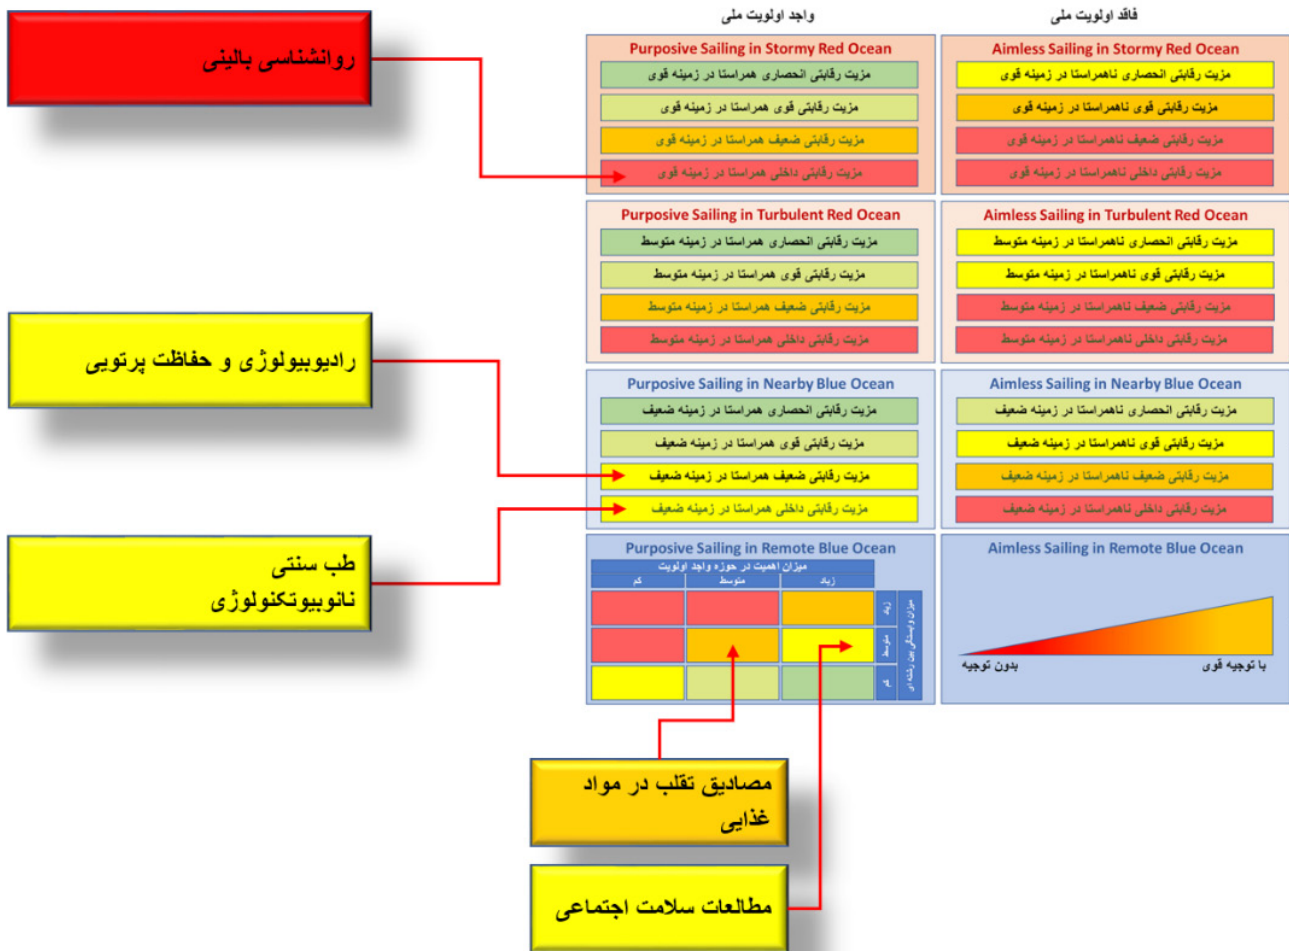 واجد اولویت ملی
فاقد اولویت ملی
روانشناسی بالینی
رادیوبیولوژی و حفاظت پرتویی
طب سنتی
نانوبیوتکنولوژی
Purposive Sailing in Stormy Red Ocean
مزیت رقابتی انحصاری همراستا در زمینه قوی
مزیت رقابتی قوی همراستا در زمینه قوی
مزیت رقابتی ضعیف همراستا در زمینه قوی
مزیت رقابتی داخلی همراستا در زمینه قوی
Aimless Sailing in Stormy Red Ocean
مزیت رقابتی انحصاری ناهمراستا در زمینه قوی
مزیت رقابتی قوی ناهمراستا در زمینه قوی
مزیت رقابتی ضعیف ناهمراستا در زمینه قوی
مزیت رقابتی داخلی ناهمراستا در زمینه قوی
Purposive Sailing in Turbulent Red Ocean
مزیت رقابتی انحصاری همراستا در زمینه متوسط
مزیت رقابتی قوی همراستا در زمینه متوسط
مزیت رقابتی ضعیف همراستا در زمینه متوسط
مزیت رقابتی داخلی همراستا در زمینه متوسط
Aimless Sailing in Turbulent Red Ocean
مزیت رقابتی انحصاری ناهمراستا در زمینه متوسط
مزیت رقابتی قوی ناهمراستا در زمینه متوسط
مزیت رقابتی ضعیف ناهمراستا در زمینه متوسط
مزیت رقابتی داخلی ناهمراستا در زمینه متوسط
Purposive Sailing in Nearby Blue Ocean
مزیت رقابتی انحصاری همراستا در زمینه ضعیف
مزیت رقابتی قوی همراستا در زمینه ضعیف
مزیت رقابتی ضعیف همراستا در زمینه ضعیف
مزیت رقابتی داخلی همراستا در زمینه ضعیف
Aimless Sailing in Nearby Blue Ocean
مزیت رقابتی انحصاری ناهمراستا در زمینه ضعیف
مزیت رقابتی قوی ناهمراستا در زمینه ضعیف
مزیت رقابتی ضعیف ناهمراستا در زمینه ضعیف
مزیت رقابتی داخلی ناهمراستا در زمینه ضعیف
Purposive Sailing in Remote Blue Ocean
میزان اهمیت در حوزه واجد اولویت
زیاد
متوسط
کم
میزان وابستگی بین رشته ای
زیاد
متوسط
کم
Aimless Sailing in Remote Blue Ocean
با توجیه قوی
بدون توجیه
مصادیق تقلب در مواد
غذایی
مطالعات سلامت اجتماعی